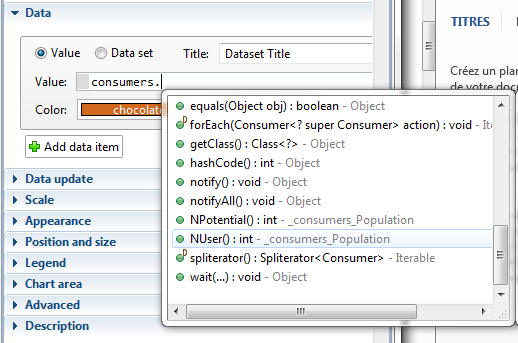 Data
Value
Data set
Title: Dataset Title
Value: consumers.
Color:
Add data item
Data update
Scale
Appearance
Position and size
Legend
Chart area
Advanced
Description
equals(Object obj) : boolean - Object
forEach(Consumer<? super Consumer> action) : void - Ite
getClass() : Class<?> - Object
hashCode() : int - Object
notify() : void - Object
notifyAll() : void - Object
NPotential() : int - _consumers_Population
NUser() : int - _consumers_Population
spliterator() : Spliterator<Consumer> - Iterable
wait(...) : void - Object
TITRES
Créez un plan
de votre